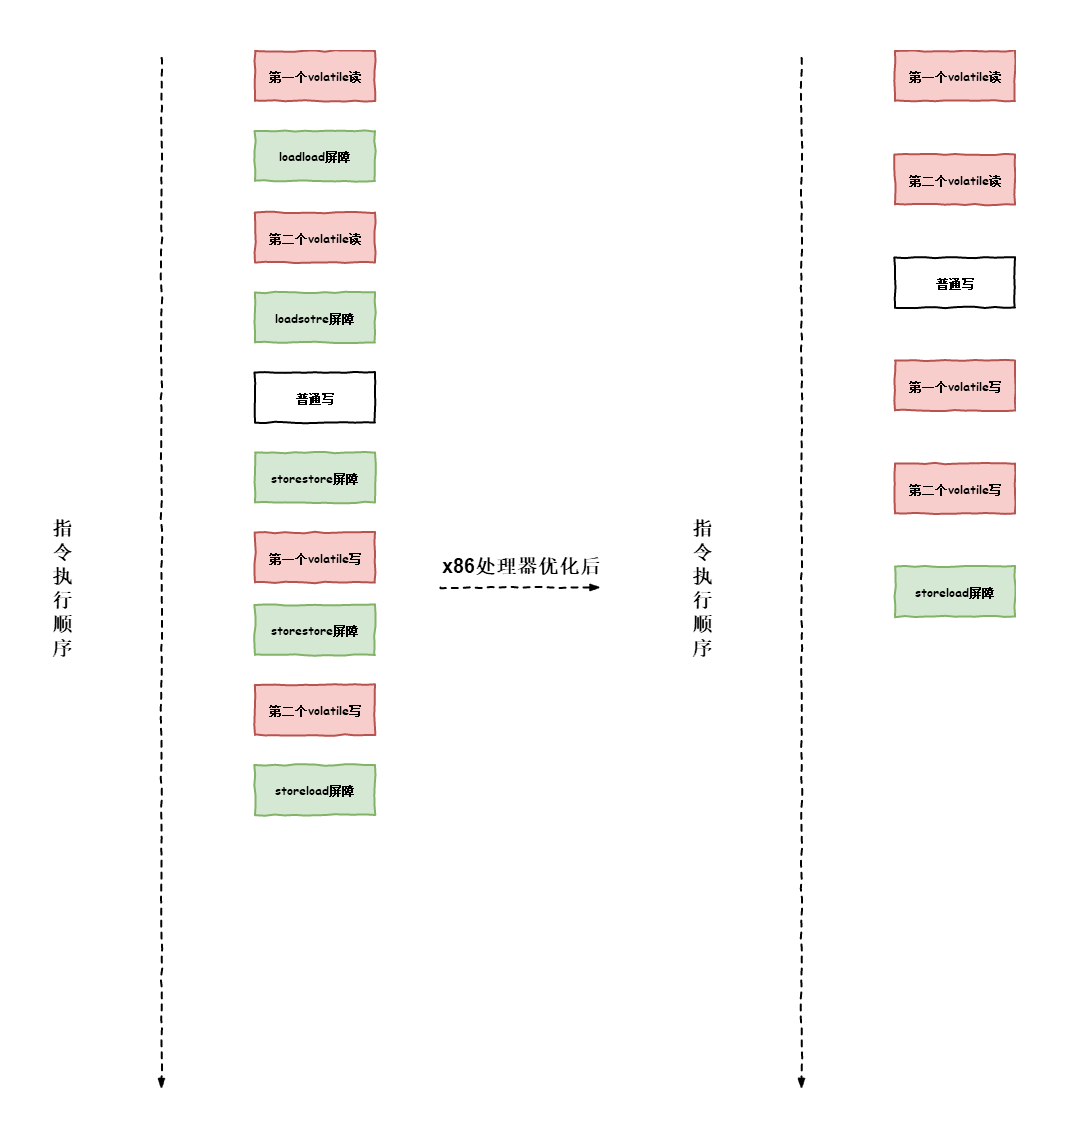 指令执行顺序
第一个volatile读
loadload屏障
第二个volatile读
loadsotre屏障
普通写
storestore屏障
第一个volatile写
storestore屏障
第二个volatile写
storeload屏障
x86处理器优化后
指令执行顺序
第一个volatile读
第二个volatile读
普通写
第一个volatile写
第二个volatile写
storeload屏障